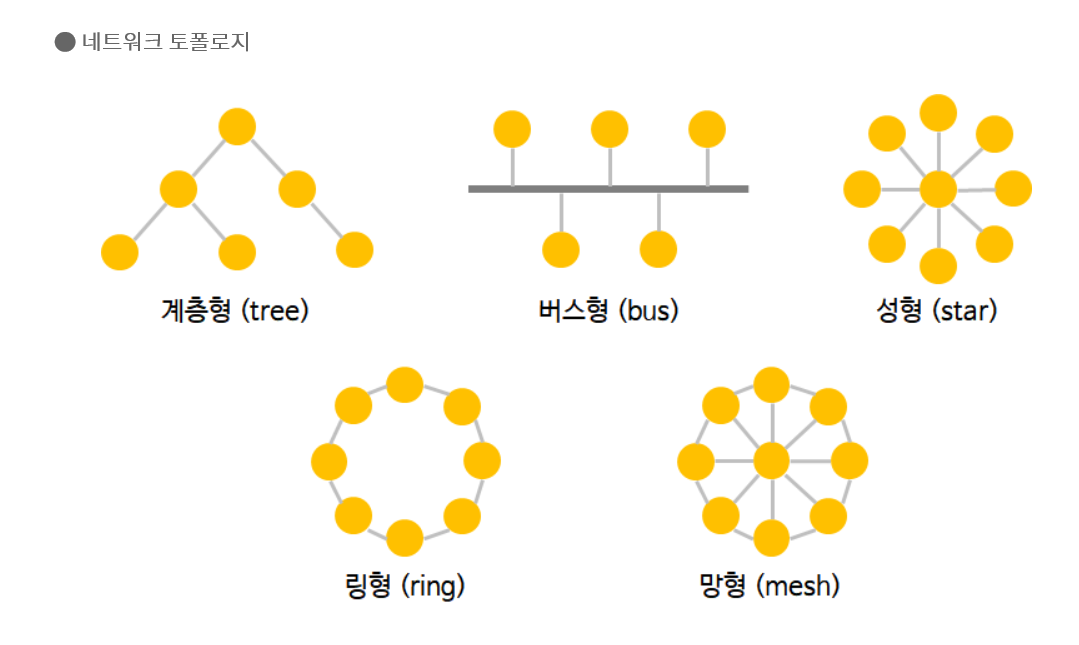 ● 네트워크 토폴로지
계층형 (tree)
버스형 (bus)
성형 (star)
링형 (ring)
망형 (mesh)